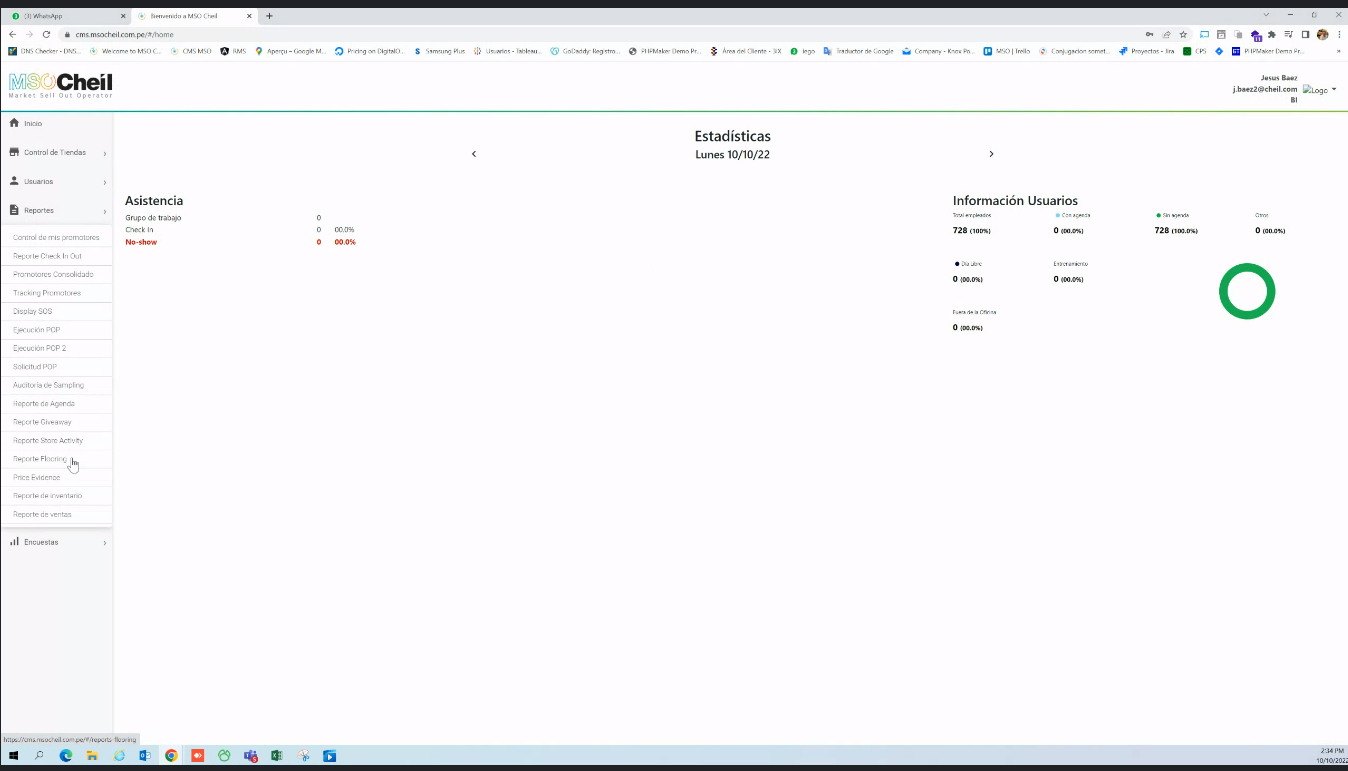 (3) WhatsApp
Bienvenido a MSO Cheil
cms.msocheil.com.pe/#/home
DNS Checker - DNS...
Welcome to MSO C...
CMS MSO
RMS
Aperçu – Google M...
Pricing on DigitalO...
Samsung Plus
Usuarios - Tableau...
GoDaddy: Registro...
PHPMaker Demo Pr...
Área del Cliente - 3IX
iego
Traductor de Google
Company - Knox Po...
MSO | Trello
Conjugacion somet...
Proyectos - Jira
CPS
PHPMaker Demo Pr...
»
MSOCheil
Market Sell Out Operator
Jesus Baez
j.baez2@cheil.com
BI
Logo
Inicio
Control de Tiendas
Usuarios
Reportes
Control de mis promotores
Reporte Check In Out
Promotores Consolidado
Tracking Promotores
Display SOS
Ejecución POP
Ejecución POP 2
Solicitud POP
Auditoria de Sampling
Reporte de Agenda
Reporte Giveaway
Reporte Store Activity
Reporte Flooring
Price Evidence
Reporte de inventario
Reporte de ventas
Encuestas
Estadísticas
Lunes 10/10/22
Asistencia
Grupo de trabajo 0
Check In 0 00.0%
No-show 0 00.0%
Información Usuarios
Total empleados Con agenda Sin agenda Otros
728 (100%) 0 (00.0%) 728 (100.0%) 0 (00.0%)
Día Libre Entrenamiento
0 (00.0%) 0 (00.0%)
Fuera de la Oficina
0 (00.0%)
https://cms.msocheil.com.pe/#/reports-flooring
2:34 PM
10/10/2022